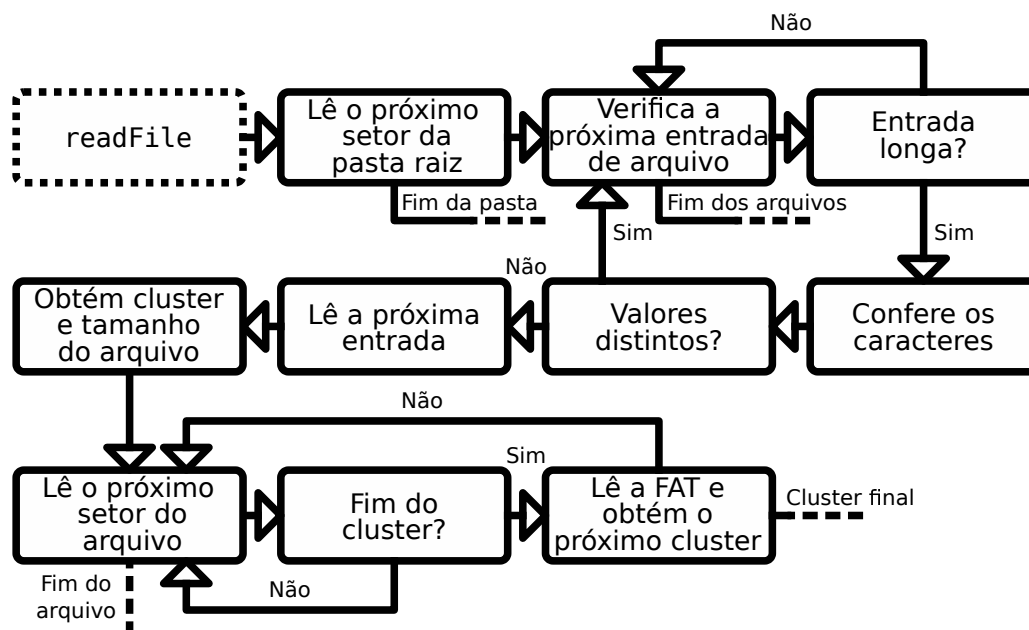 Não
readFile
Lê o próximo
setor da
pasta raiz
Verifica a
próxima entrada
de arquivo
Entrada
longa?
Fim da pasta
Fim dos arquivos
Sim
Sim
Não
Obtém cluster
e tamanho
do arquivo
Lê a próxima
entrada
Valores
distintos?
Confere os
caracteres
Não
Sim
Lê o próximo
setor do
arquivo
Fim do
cluster?
Lê a FAT e
obtém o
próximo cluster
Cluster final
Fim do
arquivo
Não